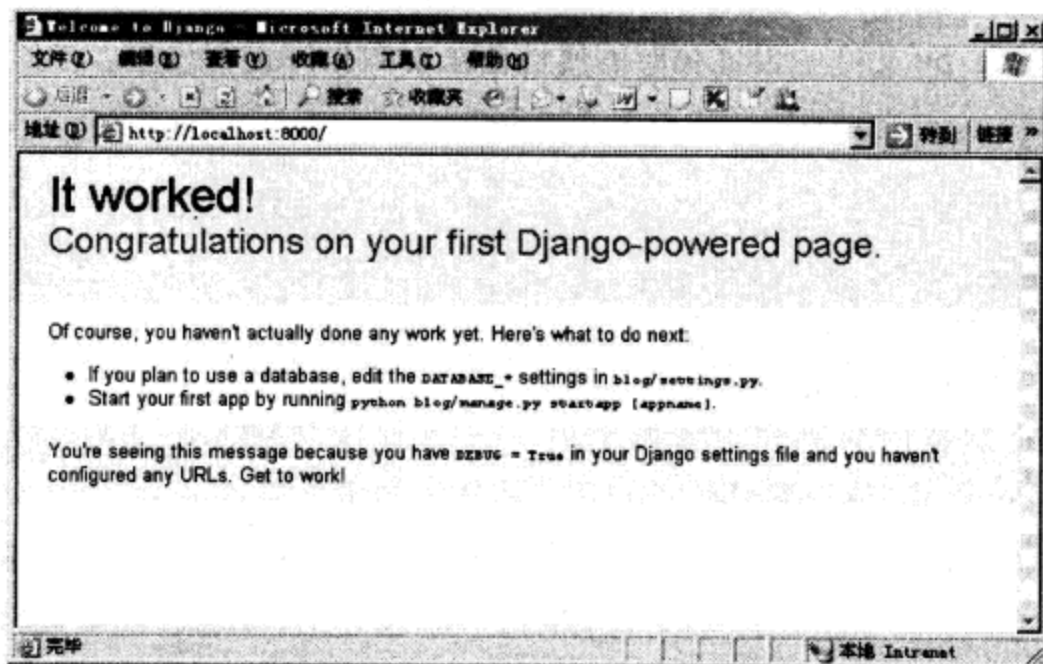 Welcome to Django - Microsoft Internet Explorer
文件(F) 编辑(E) 查看(V) 收藏(A) 工具(T) 帮助(H)
后退 搜索 收藏夹
地址(D) http://localhost:8000/ 转到 链接 »
It worked!
Congratulations on your first Django-powered page.
Of course, you haven't actually done any work yet. Here's what to do next:
• If you plan to use a database, edit the DATABASE_* settings in blog/settings.py.
• Start your first app by running python blog/manage.py startapp [appname].
You're seeing this message because you have DEBUG = True in your Django settings file and you haven't
configured any URLs. Get to work!
完毕 本地 Intranet